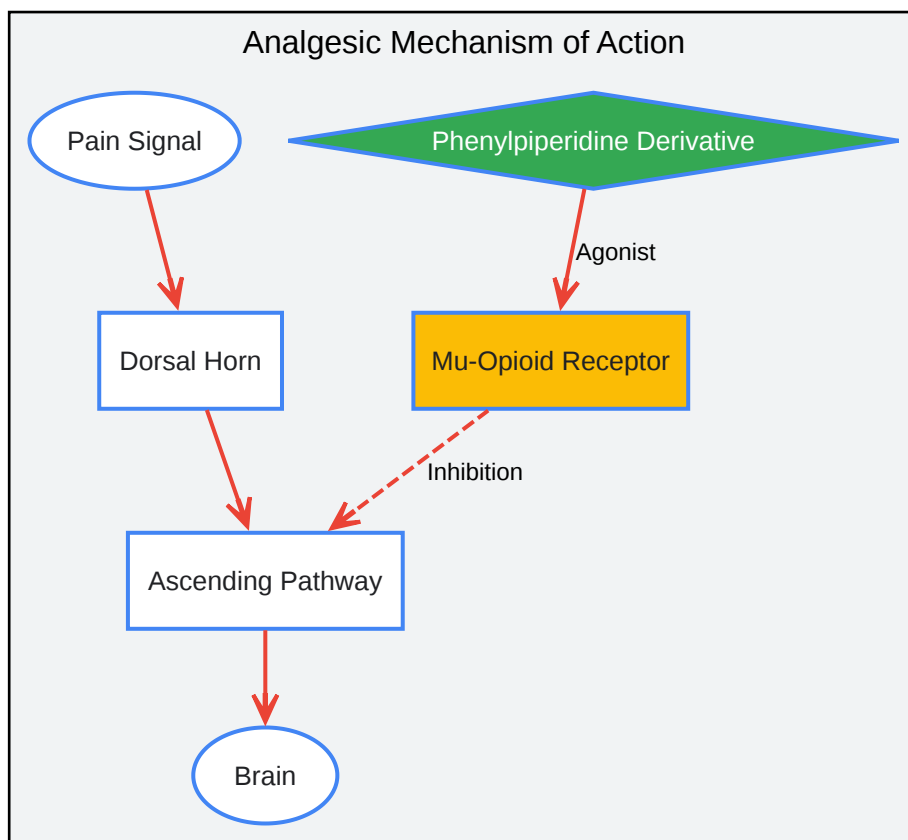 Analgesic Mechanism of Action
Pain Signal
Phenylpiperidine Derivative
Agonist
Dorsal Horn
Mu-Opioid Receptor
Inhibition
Ascending Pathway
Brain